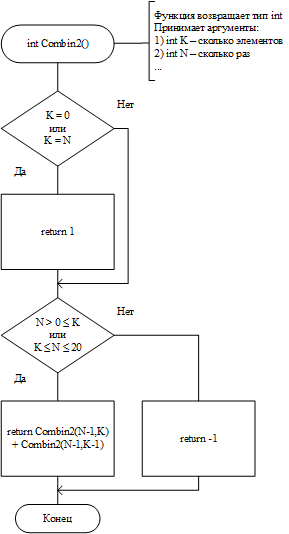 int Combin2()
Функция возвращает тип int
Принимает аргументы:
1) int K – сколько элементов
2) int N – сколько раз
...
Нет
K = 0
или
K = N
Да
return 1
Нет
N > 0 ≤ K
или
K ≤ N ≤ 20
Да
return Combin2(N-1,K)
+ Combin2(N-1,K-1)
return -1
Конец